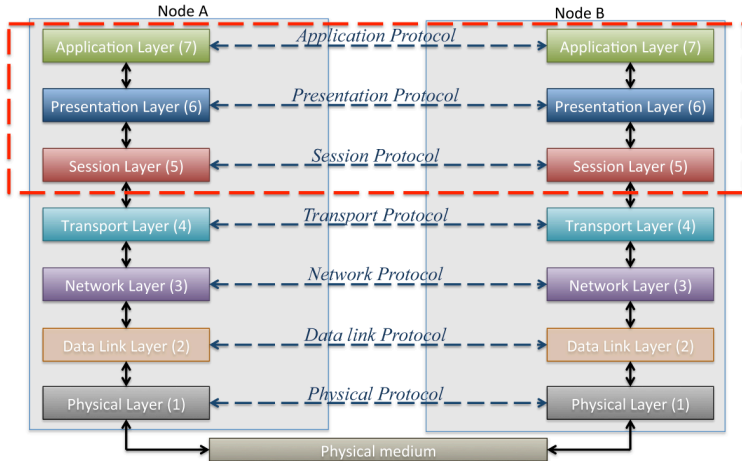 Node A
Node B
Application Layer (7)
Application Protocol
Application Layer (7)
Presentation Layer (6)
Presentation Protocol
Presentation Layer (6)
Session Layer (5)
Session Protocol
Session Layer (5)
Transport Layer (4)
Transport Protocol
Transport Layer (4)
Network Layer (3)
Network Protocol
Network Layer (3)
Data Link Layer (2)
Data link Protocol
Data Link Layer (2)
Physical Layer (1)
Physical Protocol
Physical Layer (1)
Physical medium